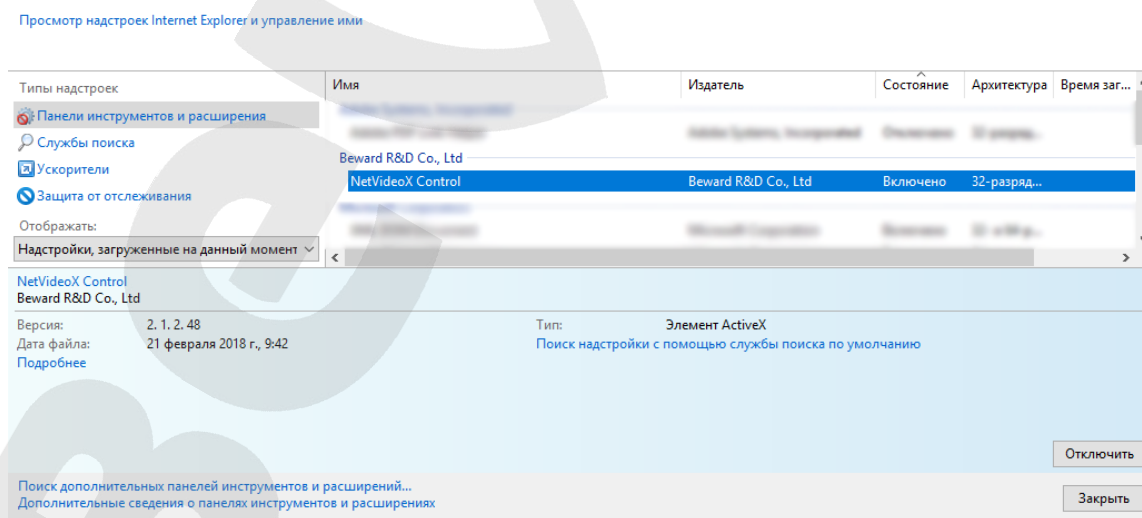 Просмотр надстроек Internet Explorer и управление ими
Типы надстроек
Панели инструментов и расширения
Службы поиска
Ускорители
Защита от отслеживания
Отображать:
Надстройки, загруженные на данный момент
Имя Издатель Состояние Архитектура Время заг...
Beward R&D Co., Ltd
NetVideoX Control Beward R&D Co., Ltd Включено 32-разряд...
NetVideoX Control
Beward R&D Co., Ltd
Версия: 2. 1. 2. 48 Тип: Элемент ActiveX
Дата файла: 21 февраля 2018 г., 9:42 Поиск надстройки с помощью службы поиска по умолчанию
Подробнее
Отключить
Поиск дополнительных панелей инструментов и расширений...
Дополнительные сведения о панелях инструментов и расширениях
Закрыть